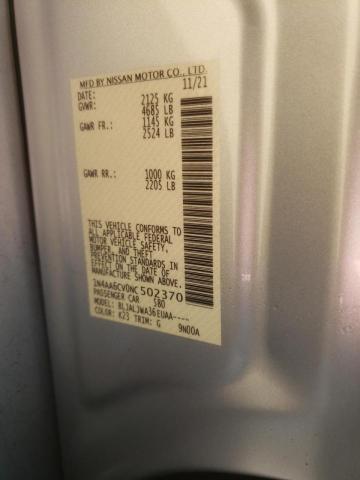 MFD BY NISSAN MOTOR CO., LTD.
DATE: 11/21
GVWR: 2125 KG
4685 LB
GAWR FR.: 1145 KG
2524 LB
GAWR RR.: 1000 KG
2205 LB
THIS VEHICLE CONFORMS TO
ALL APPLICABLE FEDERAL
MOTOR VEHICLE SAFETY,
BUMPER, AND THEFT
PREVENTION STANDARDS IN
EFFECT ON THE DATE OF
MANUFACTURE SHOWN ABOVE.
1N4AA6CV0NC502370
PASSENGER CAR 580
MODEL: BL1ALJWA36EUAA----
COLOR: K23 TRIM: G 9N00A